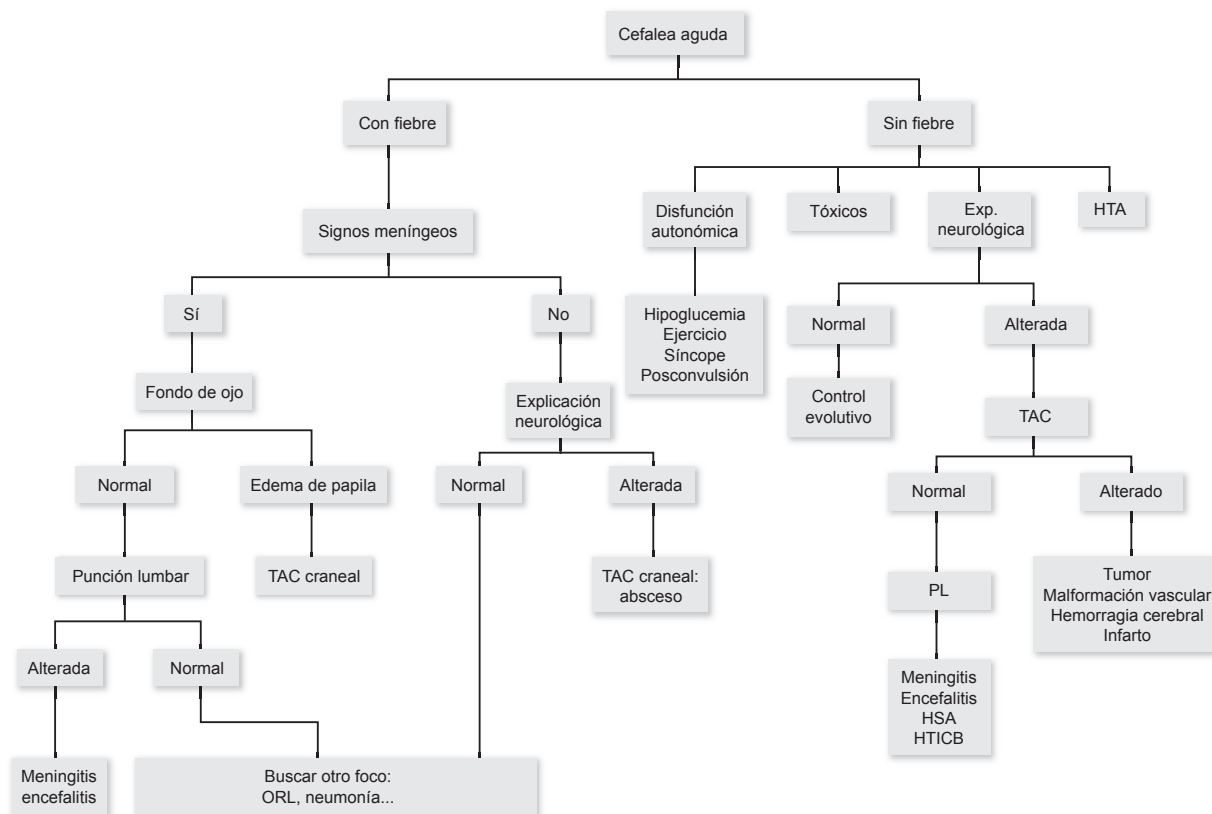 Cefalea aguda
Con fiebre
Sin fiebre
Signos meníngeos
Disfunción
autonómica
Tóxicos
Exp.
neurológica
HTA
Sí
No
Hipoglucemia
Ejercicio
Síncope
Posconvulsión
Normal
Alterada
Fondo de ojo
Explicación
neurológica
Control
evolutivo
TAC
Normal
Edema de papila
Normal
Alterada
Normal
Alterado
Punción lumbar
TAC craneal
TAC craneal:
absceso
PL
Tumor
Malformación vascular
Hemorragia cerebral
Infarto
Alterada
Normal
Meningitis
Encefalitis
HSA
HTICB
Meningitis
encefalitis
Buscar otro foco:
ORL, neumonía...